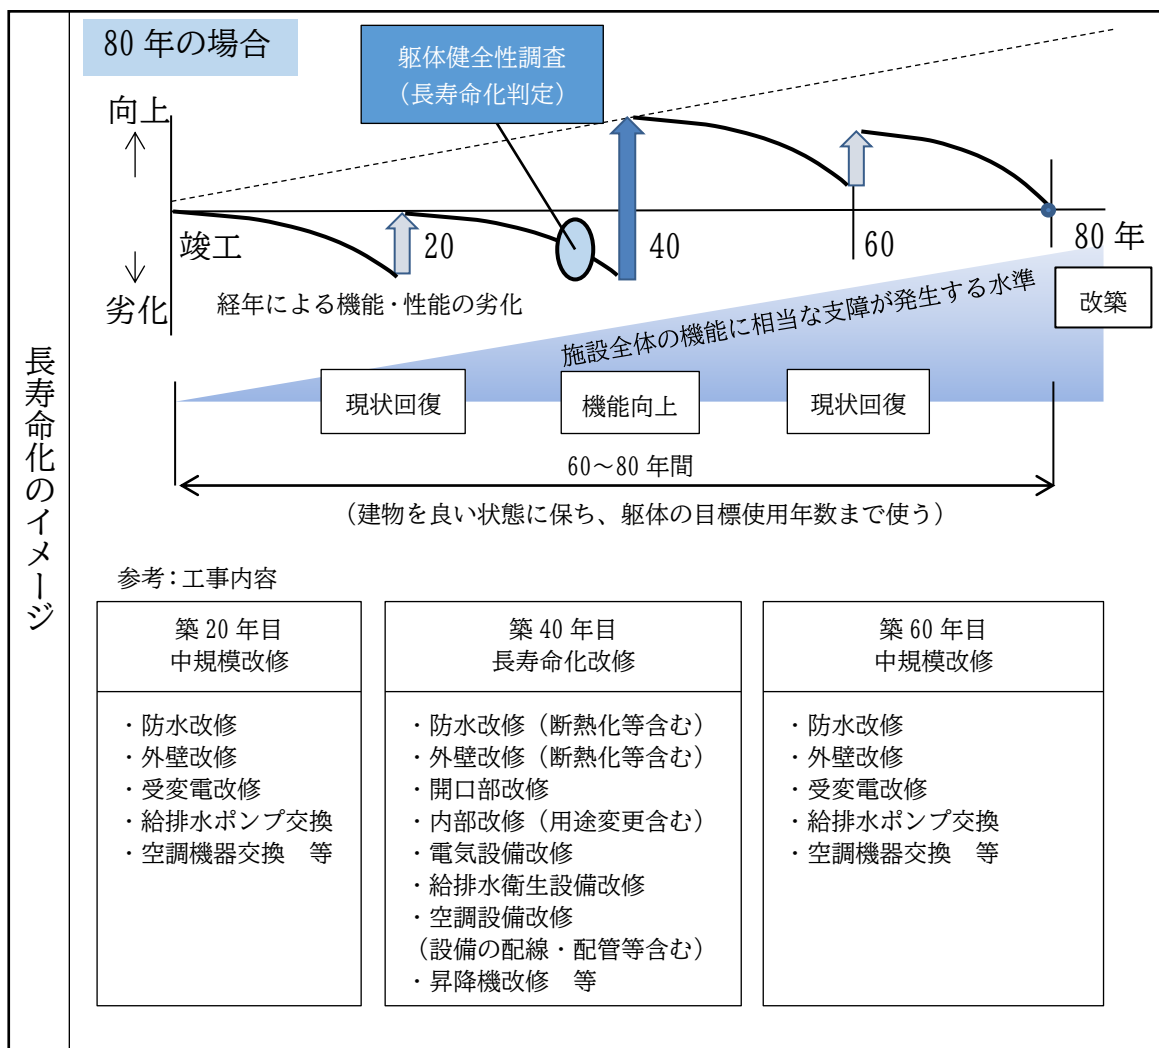 長寿命化のイメージ
80 年の場合
躯体健全性調査
（長寿命化判定）
向上
劣化
竣工
20
40
60
80 年
経年による機能・性能の劣化
施設全体の機能に相当な支障が発生する水準
改築
現状回復
機能向上
現状回復
60～80 年間
（建物を良い状態に保ち、躯体の目標使用年数まで使う）
参考：工事内容
築 20 年目
中規模改修
・防水改修
・外壁改修
・受変電改修
・給排水ポンプ交換
・空調機器交換　等
築 40 年目
長寿命化改修
・防水改修（断熱化等含む）
・外壁改修（断熱化等含む）
・開口部改修
・内部改修（用途変更含む）
・電気設備改修
・給排水衛生設備改修
・空調設備改修
（設備の配線・配管等含む）
・昇降機改修　等
築 60 年目
中規模改修
・防水改修
・外壁改修
・受変電改修
・給排水ポンプ交換
・空調機器交換　等